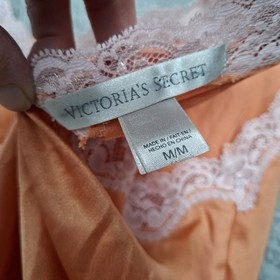 VICTORIA'S SECRET
MADE IN / FAIT EN /
HECHO EN CHINA
M/M